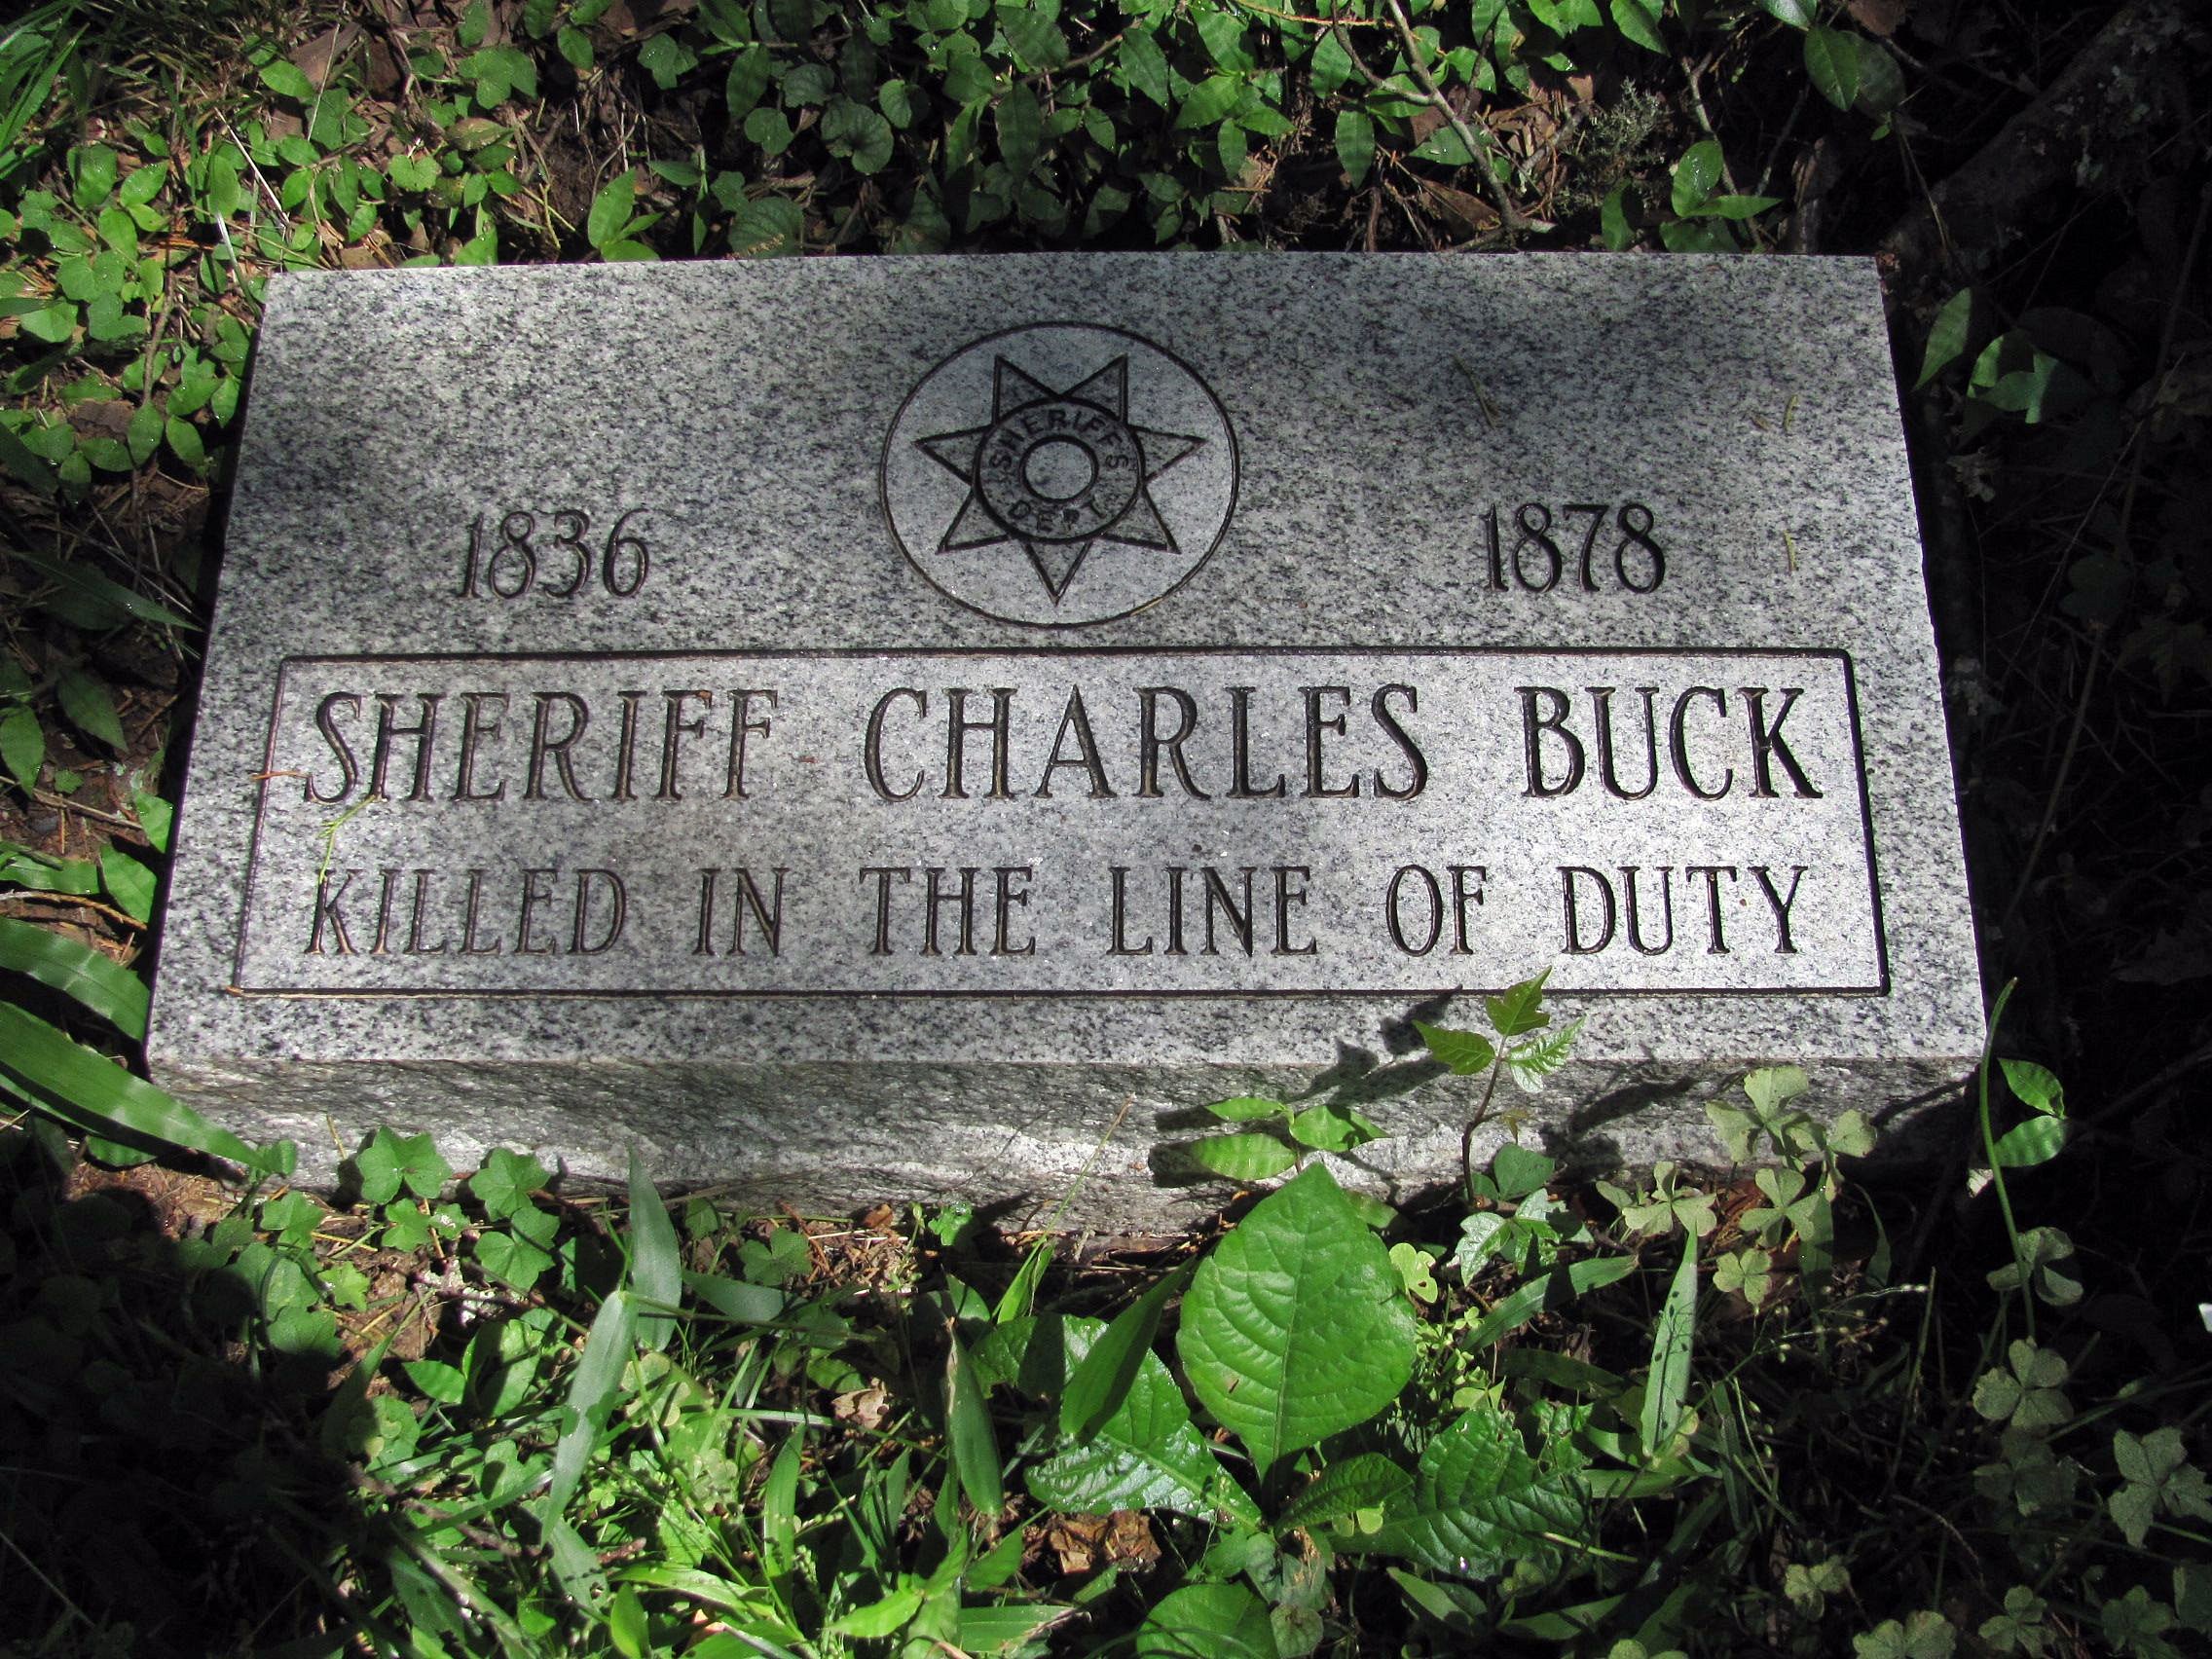 SHERIFFS
DEPT
1836 1878
SHERIFF CHARLES BUCK
KILLED IN THE LINE OF DUTY